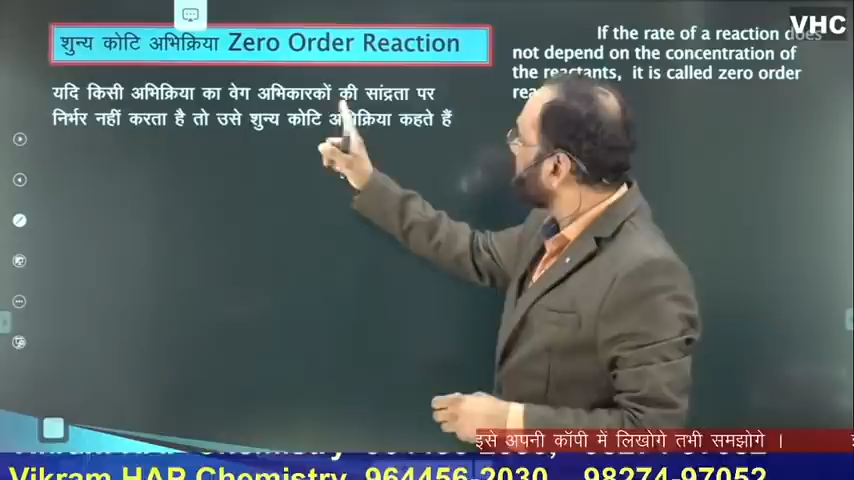 शुन्य कोटि अभिक्रिया Zero Order Reaction
यदि किसी अभिक्रिया का वेग अभिकारकों की सांद्रता पर
निर्भर नहीं करता है तो उसे शुन्य कोटि अभिक्रिया कहते हैं
If the rate of a reaction does
not depend on the concentration of
the reactants, it is called zero order
VHC
इसे अपनी कॉपी में लिखोगे तभी समझोगे ।
Vikram HAP Chemistry 964456-2030, 98274-97052